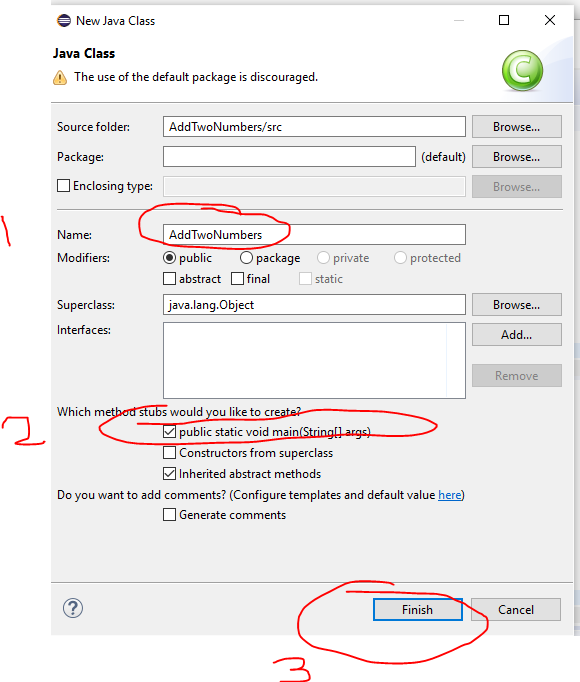 New Java Class
Java Class
The use of the default package is discouraged.
C
Source folder: AddTwoNumbers/src Browse...
Package: (default) Browse...
Enclosing type: Browse...
1
Name: AddTwoNumbers
Modifiers: public package private protected
abstract final static
Superclass: java.lang.Object Browse...
Interfaces: Add...
Remove
Which method stubs would you like to create?
2 public static void main(String[] args)
Constructors from superclass
Inherited abstract methods
Do you want to add comments? (Configure templates and default value here)
Generate comments
? Finish Cancel
3